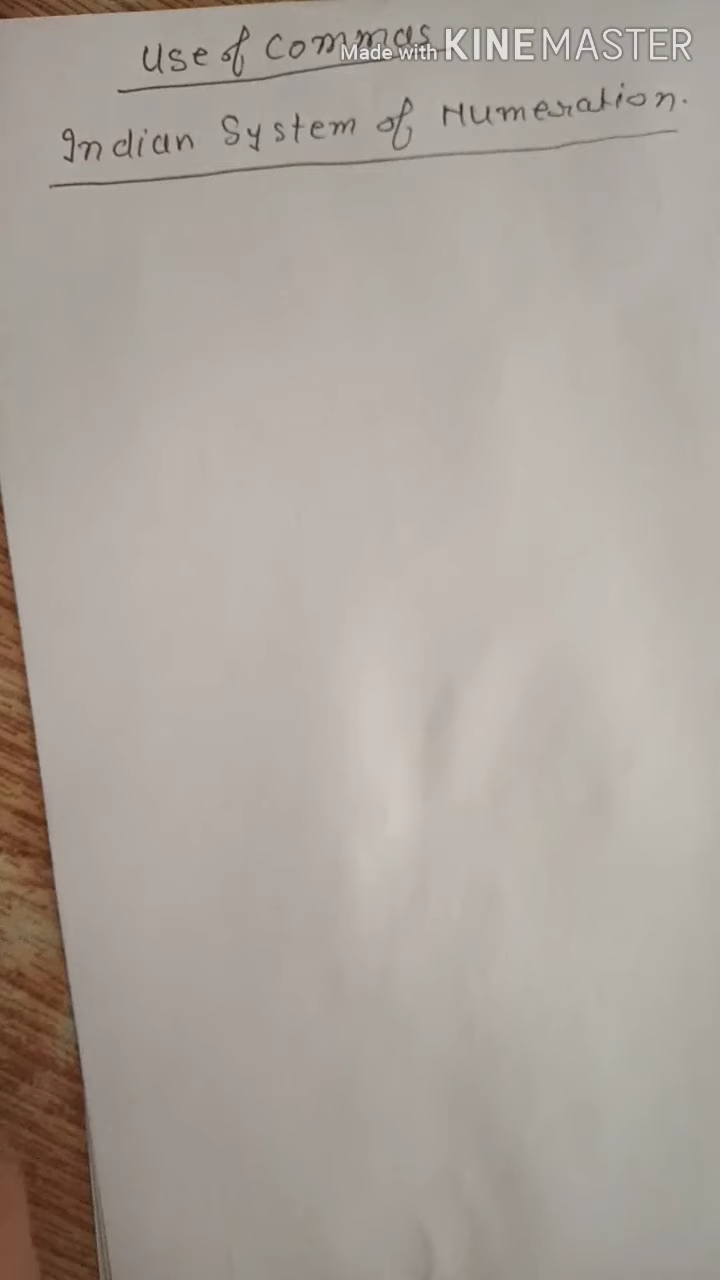 Use of Commas
Made with KINEMASTER
Indian System of Numeration.